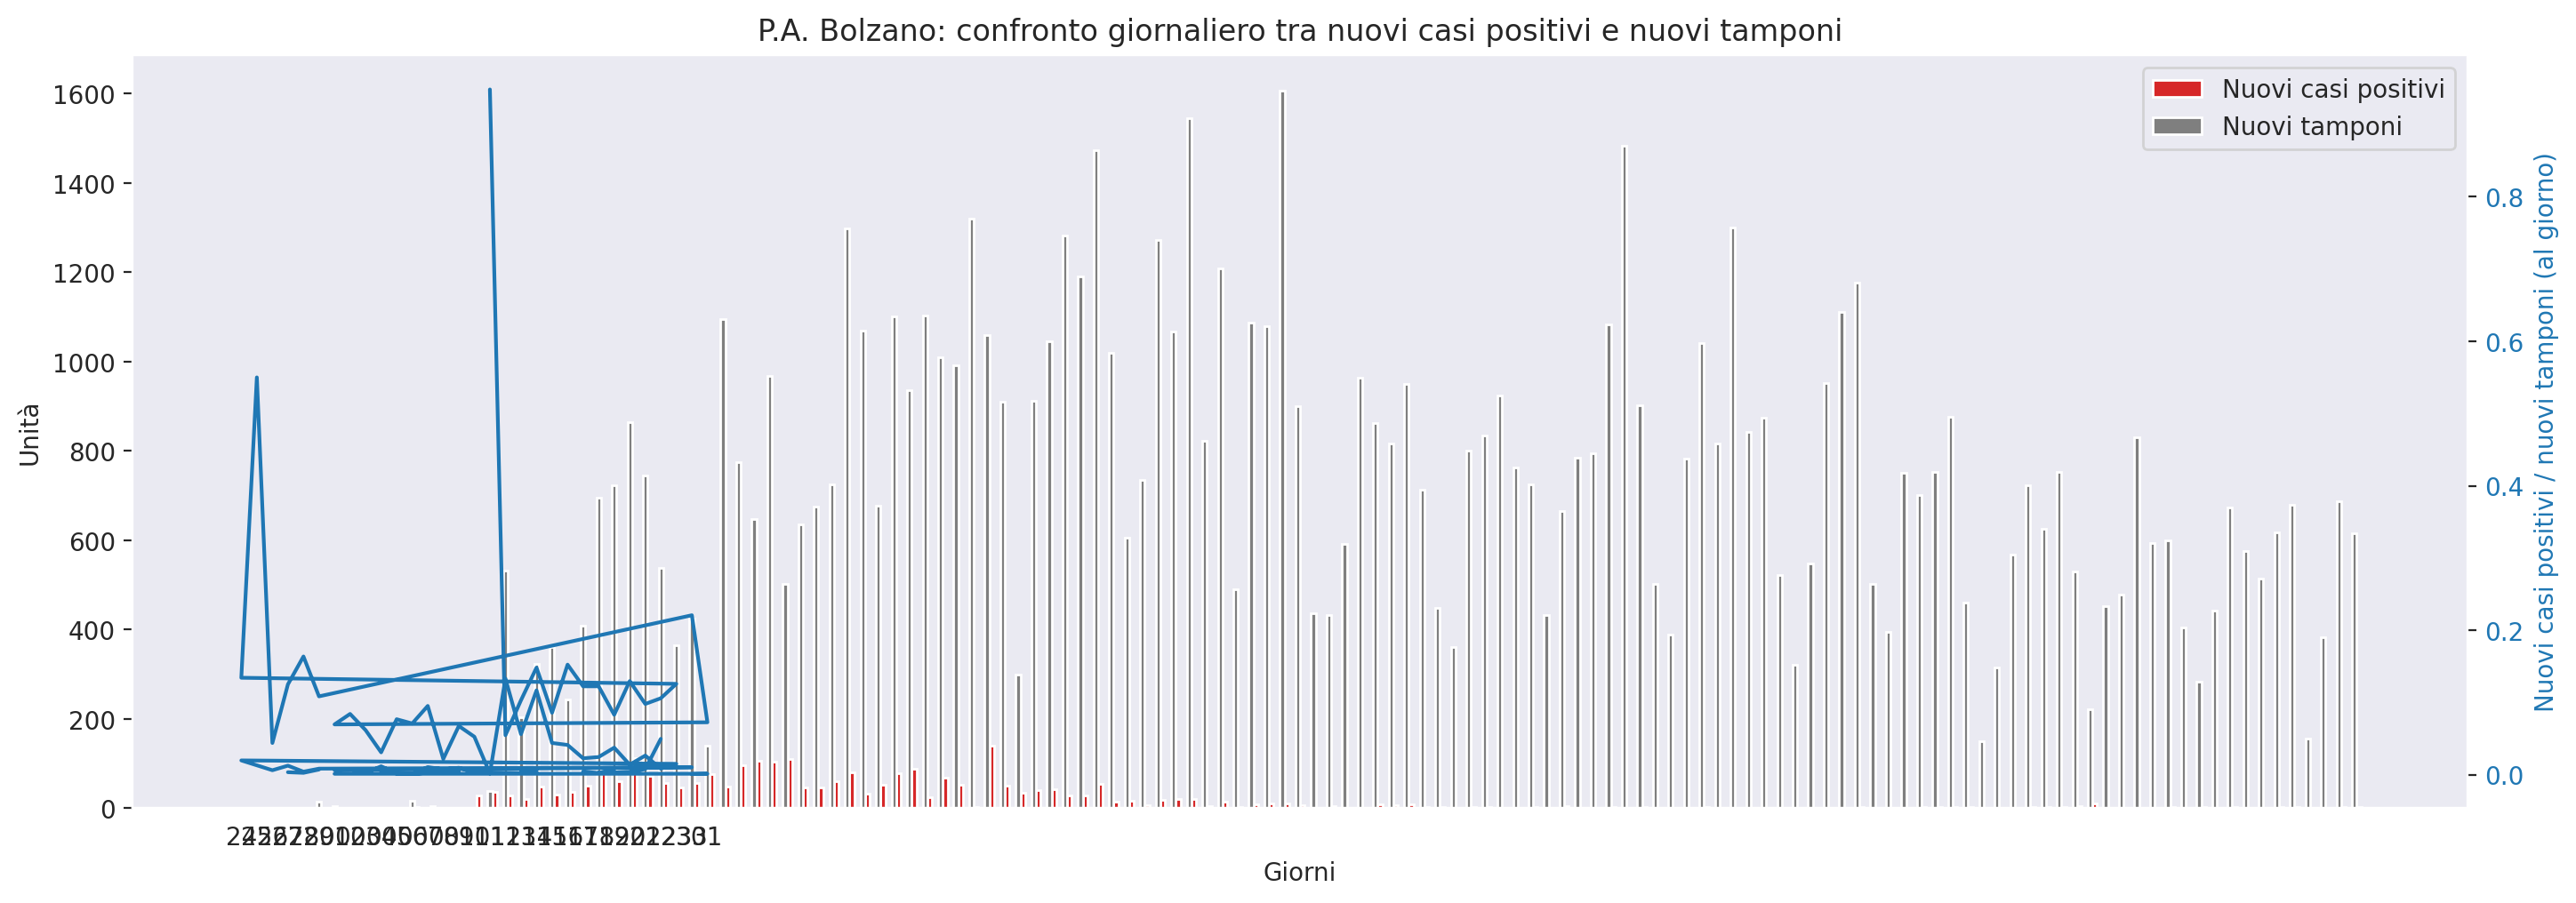 P.A. Bolzano: confronto giornaliero tra nuovi casi positivi e nuovi tamponi
Nuovi casi positivi
Nuovi tamponi
1600
1400
1200
1000
800
600
400
200
0
Unità
0.8
0.6
0.4
0.2
0.0
Nuovi casi positivi / nuovi tamponi (al giorno)
Giorni